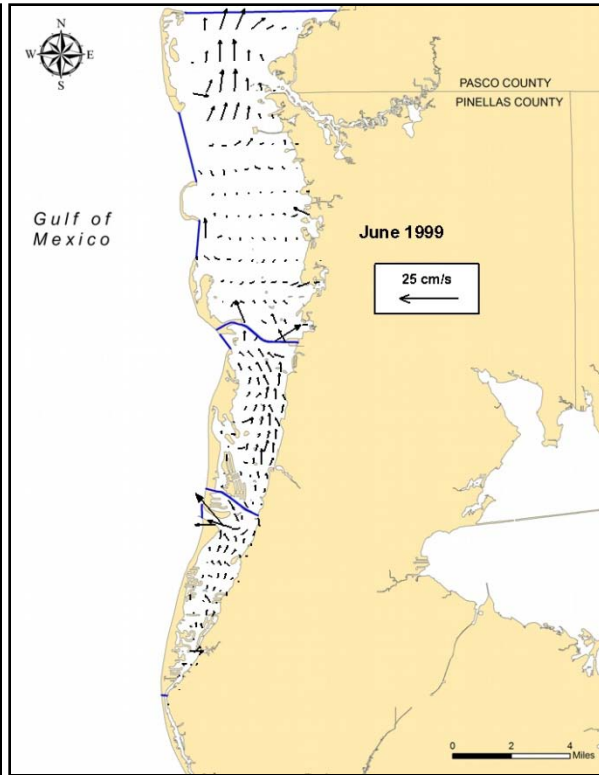 N
W E
S
PASCO COUNTY
PINELLAS COUNTY
Gulf of
Mexico
June 1999
25 cm/s
0 2 4
Miles